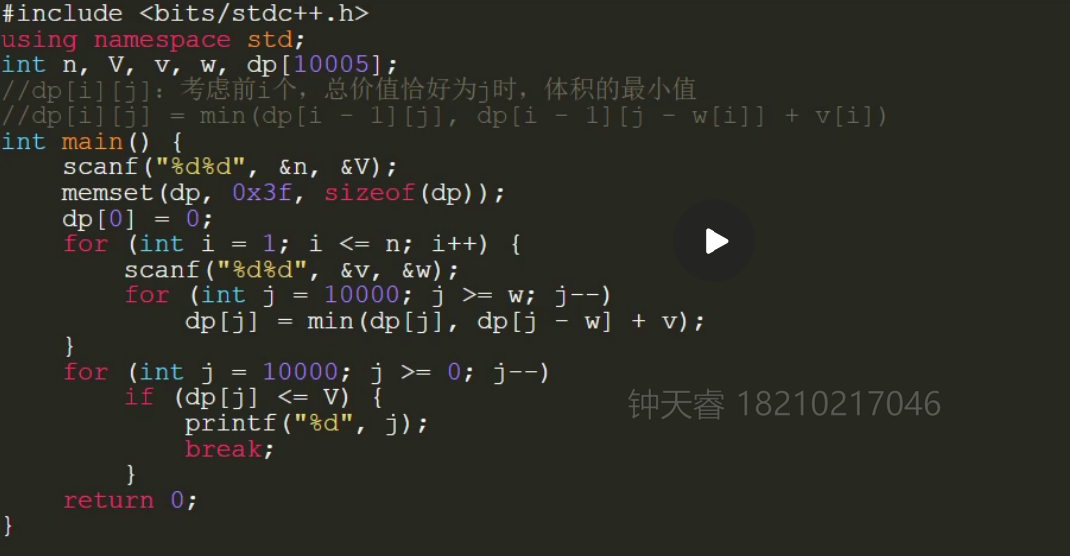 #include <bits/stdc++.h>
using namespace std;
int n, V, v, w, dp[10005];
//dp[i][j]: 考虑前i个，总价值恰好为j时，体积的最小值
//dp[i][j] = min(dp[i - 1][j], dp[i - 1][j - w[i]] + v[i])
int main() {
    scanf("%d%d", &n, &V);
    memset(dp, 0x3f, sizeof(dp));
    dp[0] = 0;
    for (int i = 1; i <= n; i++) {
        scanf("%d%d", &v, &w);
        for (int j = 10000; j >= w; j--)
            dp[j] = min(dp[j], dp[j - w] + v);
    }
    for (int j = 10000; j >= 0; j--)
        if (dp[j] <= V) {
            printf("%d", j);
            break;
        }
    return 0;
}
钟天睿 18210217046